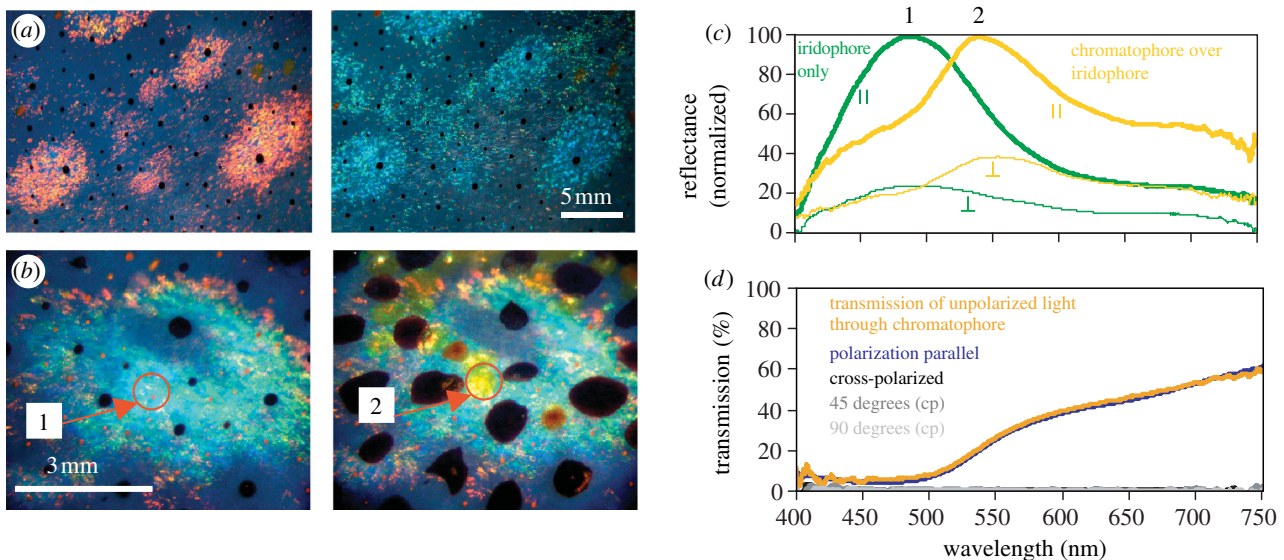 (a)
5 mm
(b)
1
3 mm
2
(c)
1 2
100
80
60
40
20
0
reflectance
(normalized)
iridophore
only
chromatophore over
iridophore
||
||
⊥
⊥
(d)
100
80
60
40
20
0
transmission (%)
transmission of unpolarized light
through chromatophore
polarization parallel
cross-polarized
45 degrees (cp)
90 degrees (cp)
400 450 500 550 600 650 700 750
wavelength (nm)